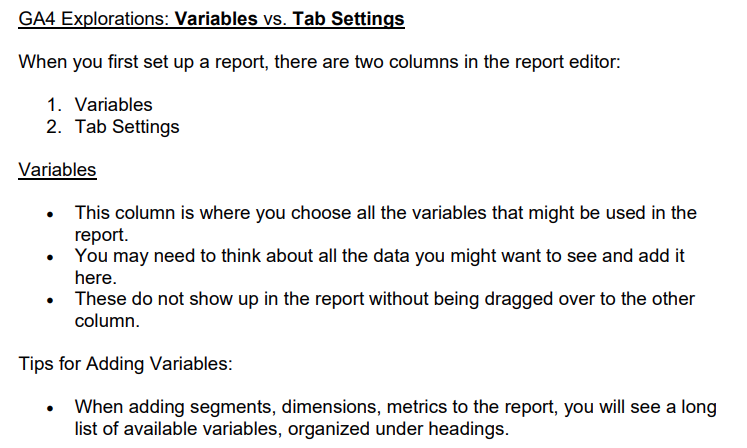 GA4 Explorations: Variables vs. Tab Settings
When you first set up a report, there are two columns in the report editor:
1. Variables
2. Tab Settings
Variables
• This column is where you choose all the variables that might be used in the
report.
• You may need to think about all the data you might want to see and add it
here.
• These do not show up in the report without being dragged over to the other
column.
Tips for Adding Variables:
• When adding segments, dimensions, metrics to the report, you will see a long
list of available variables, organized under headings.